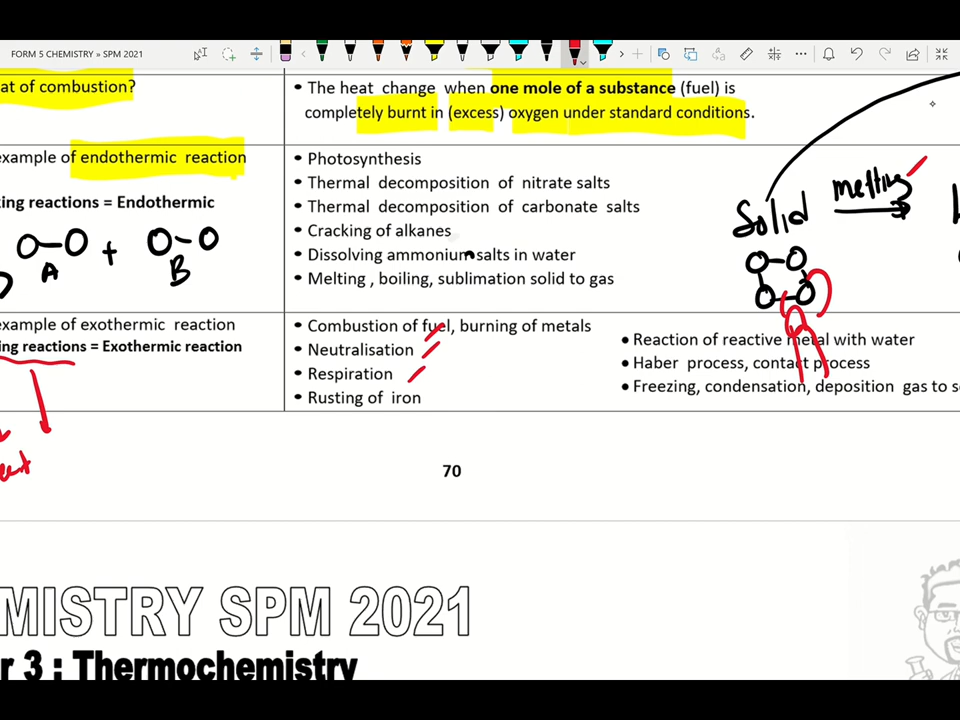 FORM 5 CHEMISTRY » SPM 2021
at of combustion?
• The heat change when one mole of a substance (fuel) is
completely burnt in (excess) oxygen under standard conditions.
example of endothermic reaction
king reactions = Endothermic
O-O + O-O
A B
• Photosynthesis
• Thermal decomposition of nitrate salts
• Thermal decomposition of carbonate salts
• Cracking of alkanes
• Dissolving ammonium salts in water
• Melting , boiling, sublimation solid to gas
Solid melting
example of exothermic reaction
ing reactions = Exothermic reaction
• Combustion of fuel, burning of metals
• Neutralisation
• Respiration
• Rusting of iron
• Reaction of reactive metal with water
• Haber process, contact process
• Freezing, condensation, deposition gas to s
70
MISTRY SPM 2021
r 3 : Thermochemistry